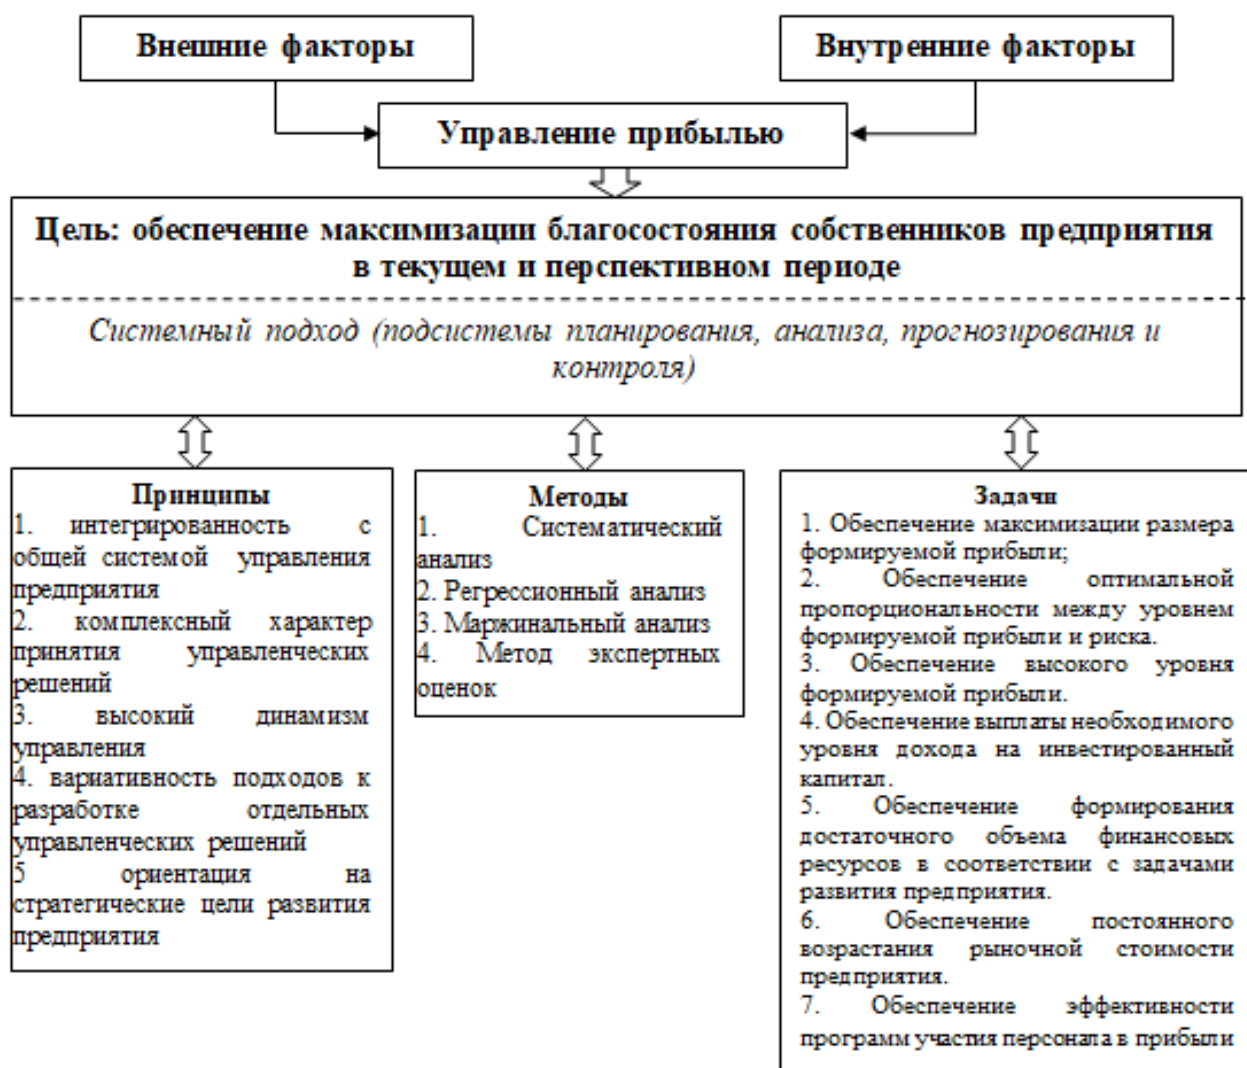 Внешние факторы
Внутренние факторы
Управление прибылью
Цель: обеспечение максимизации благосостояния собственников предприятия
в текущем и перспективном периоде
Системный подход (подсистемы планирования, анализа, прогнозирования и
контроля)
Принципы
1. интегрированность с
общей системой управления
предприятия
2. комплексный характер
принятия управленческих
решений
3. высокий динамизм
управления
4. вариативность подходов к
разработке отдельных
управленческих решений
5 ориентация на
стратегические цели развития
предприятия
Методы
1. Систематический
анализ
2. Регрессионный анализ
3. Маржинальный анализ
4. Метод экспертных
оценок
Задачи
1. Обеспечение максимизации размера
формируемой прибыли;
2. Обеспечение оптимальной
пропорциональности между уровнем
формируемой прибыли и риска.
3. Обеспечение высокого уровня
формируемой прибыли.
4. Обеспечение выплаты необходимого
уровня дохода на инвестированный
капитал.
5. Обеспечение формирования
достаточного объема финансовых
ресурсов в соответствии с задачами
развития предприятия.
6. Обеспечение постоянного
возрастания рыночной стоимости
предприятия.
7. Обеспечение эффективности
программ участия персонала в прибыли